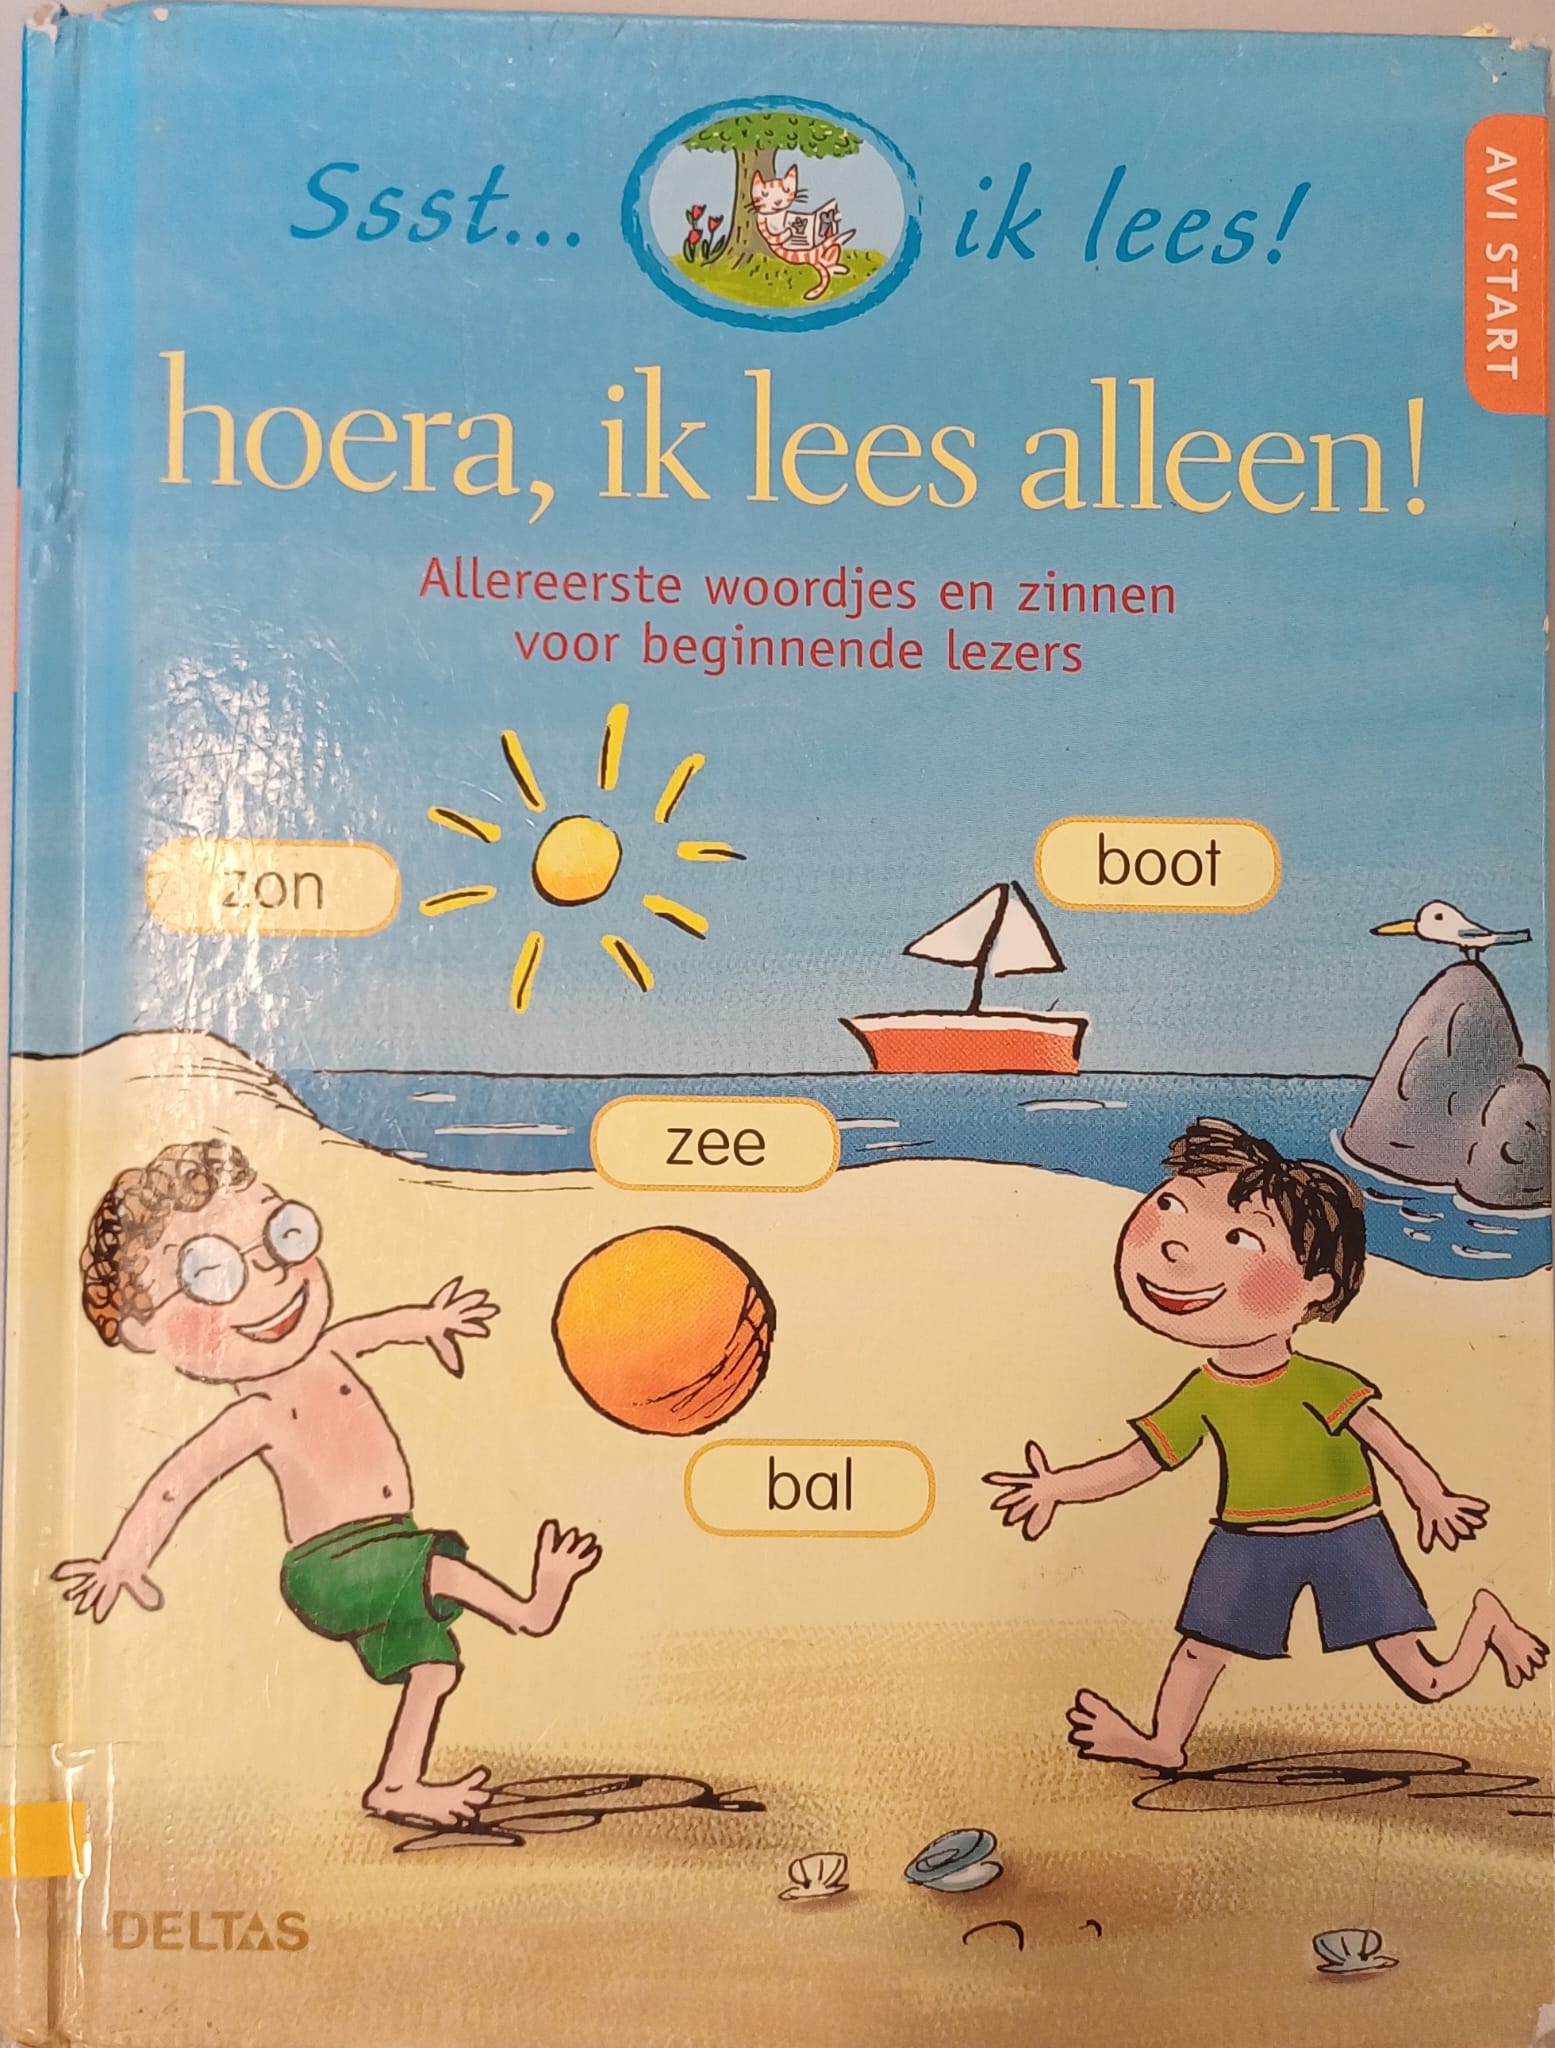 Ssst... ik lees!
AVI START
hoera, ik lees alleen!
Allereerste woordjes en zinnen
voor beginnende lezers
zon
boot
zee
bal
DELTAS